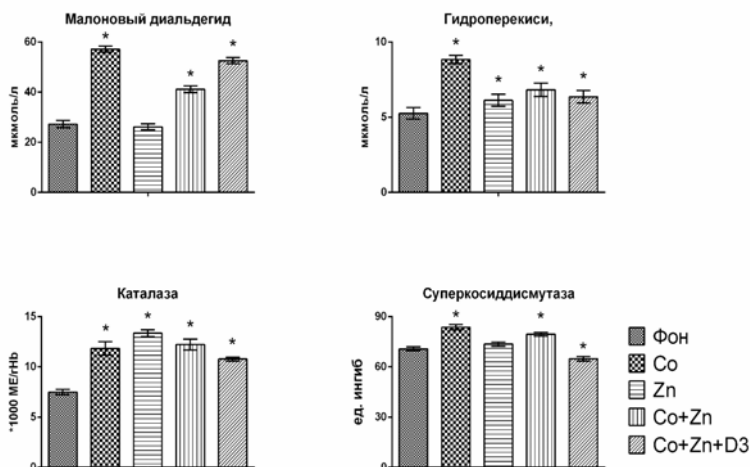 Малоновый диальдегид
мкмоль/л
60
40
20
0
*
*
*
Гидроперекиси,
мкмоль/л
10
5
0
*
*
*
*
Каталаза
*1000 МЕ/гНb
15
10
5
0
*
*
*
*
Суперкосиддисмутаза
ед. ингиб
90
60
30
0
*
*
*
Фон
Co
Zn
Co+Zn
Co+Zn+D3